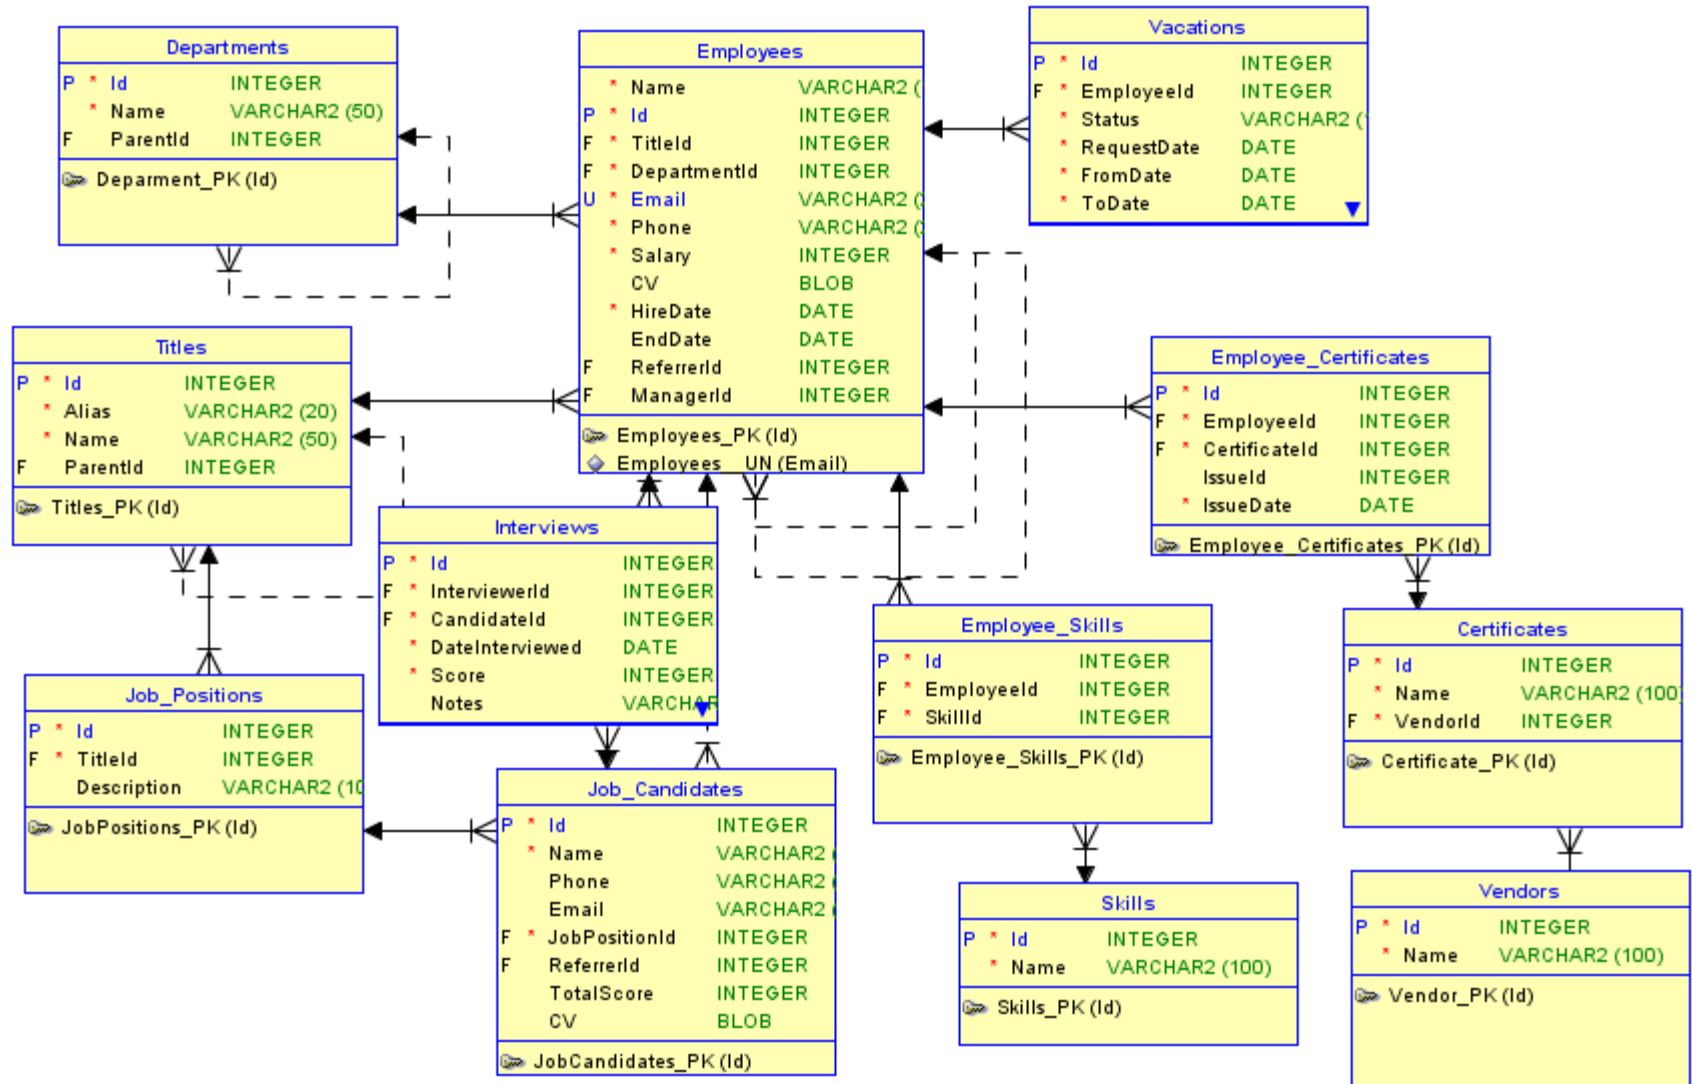 Departments
P * Id INTEGER
* Name VARCHAR2 (50)
F ParentId INTEGER
Deparment_PK (Id)
Employees
* Name VARCHAR2 (
P * Id INTEGER
F * TitleId INTEGER
F * DepartmentId INTEGER
U * Email VARCHAR2 (
* Phone VARCHAR2 (
* Salary INTEGER
CV BLOB
* HireDate DATE
EndDate DATE
F ReferrerId INTEGER
F ManagerId INTEGER
Employees_PK (Id)
Employees__UN (Email)
Vacations
P * Id INTEGER
F * EmployeeId INTEGER
* Status VARCHAR2 (
* RequestDate DATE
* FromDate DATE
* ToDate DATE
Titles
P * Id INTEGER
* Alias VARCHAR2 (20)
* Name VARCHAR2 (50)
F ParentId INTEGER
Titles_PK (Id)
Employee_Certificates
P * Id INTEGER
F * EmployeeId INTEGER
F * CertificateId INTEGER
IssueId INTEGER
* IssueDate DATE
Employee_Certificates_PK (Id)
Interviews
P * Id INTEGER
F * InterviewerId INTEGER
F * CandidateId INTEGER
* DateInterviewed DATE
* Score INTEGER
Notes VARCHAR
Job_Positions
P * Id INTEGER
F * TitleId INTEGER
Description VARCHAR2 (10
JobPositions_PK (Id)
Job_Candidates
P * Id INTEGER
* Name VARCHAR2 (
Phone VARCHAR2 (
Email VARCHAR2 (
F * JobPositionId INTEGER
F ReferrerId INTEGER
TotalScore INTEGER
CV BLOB
JobCandidates_PK (Id)
Employee_Skills
P * Id INTEGER
F * EmployeeId INTEGER
F * SkillId INTEGER
Employee_Skills_PK (Id)
Skills
P * Id INTEGER
* Name VARCHAR2 (100)
Skills_PK (Id)
Certificates
P * Id INTEGER
* Name VARCHAR2 (100
F * VendorId INTEGER
Certificate_PK (Id)
Vendors
P * Id INTEGER
* Name VARCHAR2 (100)
Vendor_PK (Id)